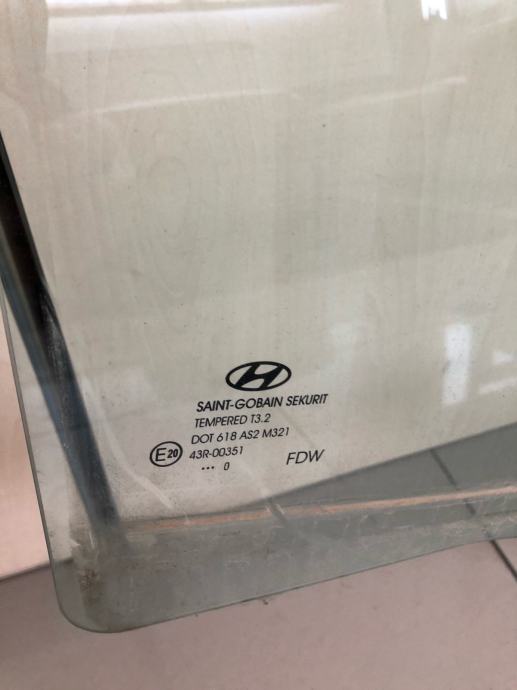 SAINT-GOBAIN SEKURIT
TEMPERED T3.2
DOT 618 AS2 M321
E20 43R-00351
... 0 FDW